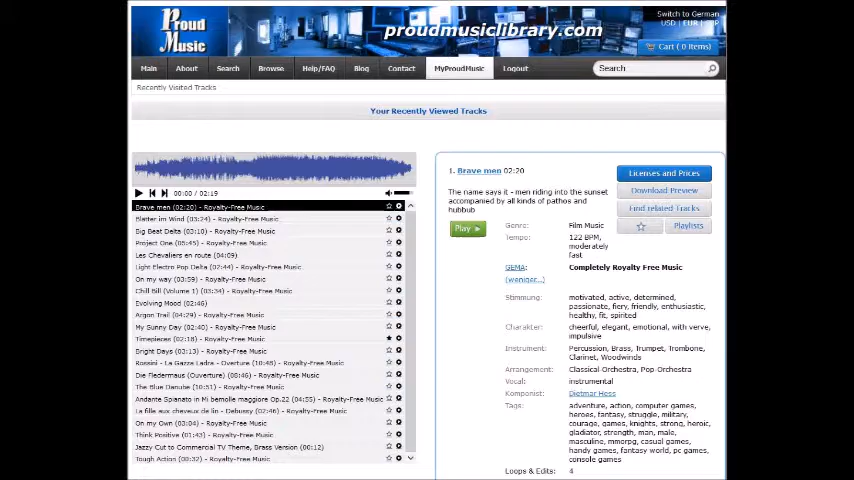 Proud Music
proudmusiclibrary.com
Switch to German
USD | EUR | GBP
Cart ( 0 Items)
Main About Search Browse Help/FAQ Blog Contact MyProudMusic Logout Search
Recently Visited Tracks
Your Recently Viewed Tracks
00:00 / 02:19
Brave men (02:20) - Royalty-Free Music
Blätter im Wind (03:24) - Royalty-Free Music
Big Beat Delta (03:10) - Royalty-Free Music
Project One (05:45) - Royalty-Free Music
Les Chevaliers en route (04:09)
Light Electro Pop Delta (02:44) - Royalty-Free Music
On my way (03:59) - Royalty-Free Music
Chill Bill (Volume 1) (03:34) - Royalty-Free Music
Evolving Mood (02:46)
Argon Trail (04:29) - Royalty-Free Music
My Sunny Day (02:40) - Royalty-Free Music
Timepieces (02:18) - Royalty-Free Music
Bright Days (03:13) - Royalty-Free Music
Rossini - La Gazza Ladra - Overture (10:48) - Royalty-Free Music
Die Fledermaus (Ouverture) (08:46) - Royalty-Free Music
The Blue Danube (10:51) - Royalty-Free Music
Andante Spianato in Mi bemolle maggiore Op.22 (04:55) - Royalty-Free Music
La fille aux cheveux de lin - Debussy (02:46) - Royalty-Free Music
On my Own (03:04) - Royalty-Free Music
Think Positive (01:43) - Royalty-Free Music
Jazzy Cut to Commercial TV Theme, Brass Version (00:12)
Tough Action (00:32) - Royalty-Free Music
1. Brave men 02:20
The name says it - men riding into the sunset
accompanied by all kinds of pathos and
hubbub
Play
Licenses and Prices
Download Preview
Find related Tracks
Playlists
Genre: Film Music
Tempo: 122 BPM,
moderately
fast
GEMA: Completely Royalty Free Music
(weniger...)
Stimmung: motivated, active, determined,
passionate, fiery, friendly, enthusiastic,
healthy, fit, spirited
Charakter: cheerful, elegant, emotional, with verve,
impulsive
Instrument: Percussion, Brass, Trumpet, Trombone,
Clarinet, Woodwinds
Arrangement: Classical-Orchestra, Pop-Orchestra
Vocal: instrumental
Komponist: Dietmar Hess
Tags: adventure, action, computer games,
heroes, fantasy, struggle, military,
courage, games, knights, strong, heroic,
gladiator, strength, man, male,
masculine, mmorpg, casual games,
handy games, fantasy world, pc games,
console games
Loops & Edits: 4